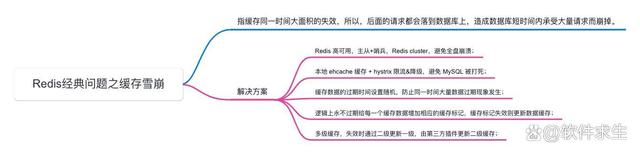 指缓存同一时间大面积的失效，所以，后面的请求都会落到数据库上，造成数据库短时间内承受大量请求而崩掉。
Redis经典问题之缓存雪崩
解决方案
Redis 高可用，主从+哨兵，Redis cluster，避免全盘崩溃；
本地 ehcache 缓存 + hystrix 限流&降级，避免 MySQL 被打死；
缓存数据的过期时间设置随机，防止同一时间大量数据过期现象发生；
逻辑上永不过期给每一个缓存数据增加相应的缓存标记，缓存标记失效则更新数据缓存；
多级缓存，失效时通过二级更新一级，由第三方插件更新二级缓存；
@软件求生